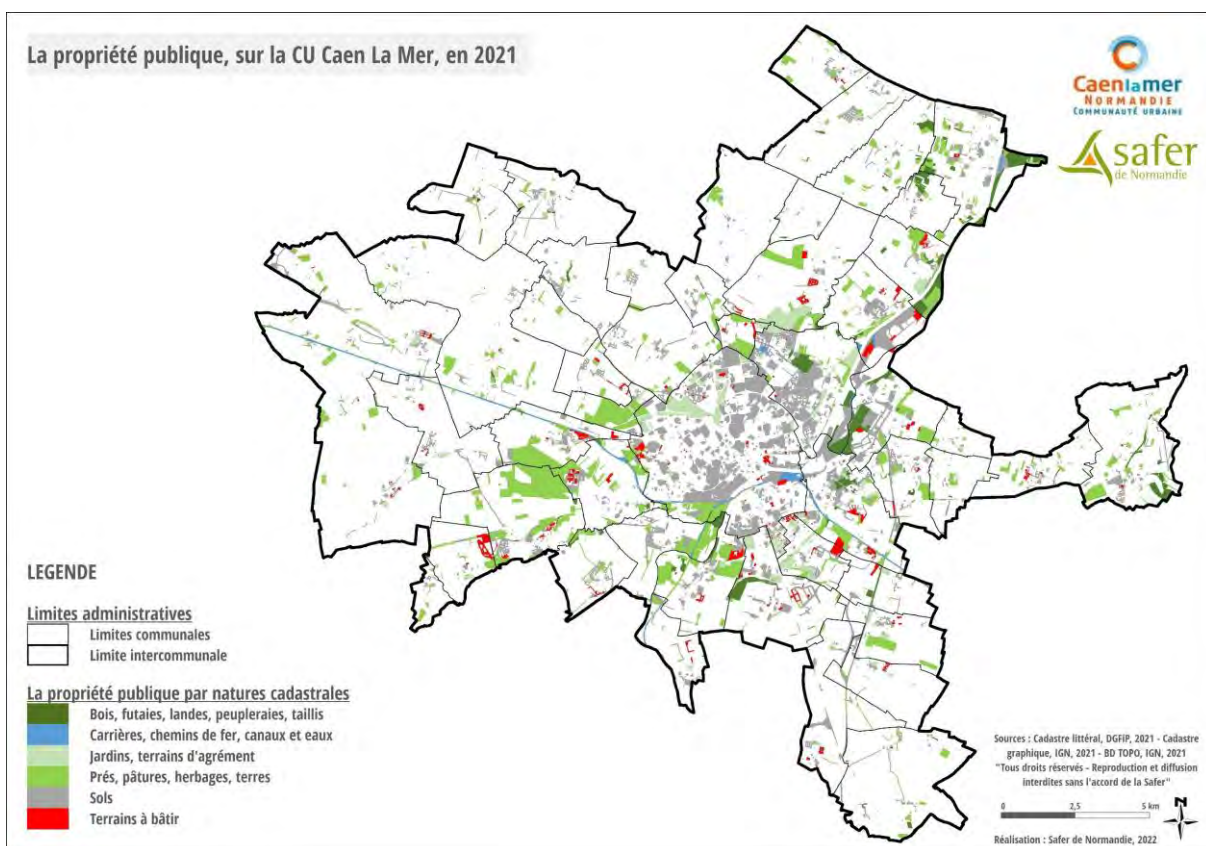 La propriété publique, sur la CU Caen La Mer, en 2021
Caenlamer
NORMANDIE
COMMUNAUTÉ URBAINE
safer
de Normandie
LEGENDE
Limites administratives
Limites communales
Limite intercommunale
La propriété publique par natures cadastrales
Bois, futaies, landes, peupleraies, taillis
Carrières, chemins de fer, canaux et eaux
Jardins, terrains d'agrément
Prés, pâtures, herbages, terres
Sols
Terrains à bâtir
Sources : Cadastre littéral, DGFiP, 2021 - Cadastre
graphique, IGN, 2021 - BD TOPO, IGN, 2021
"Tous droits réservés - Reproduction et diffusion
interdites sans l'accord de la Safer"
0 2,5 5 km
N
Réalisation : Safer de Normandie, 2022